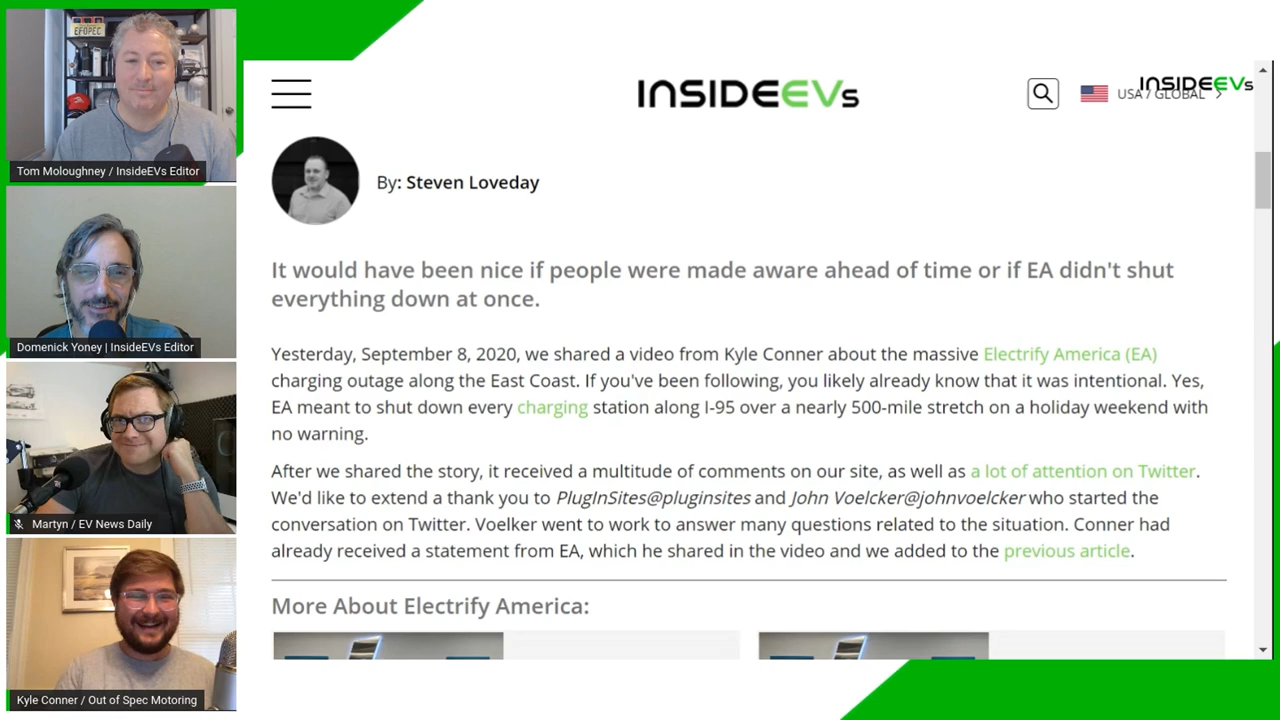 EFOPEC
Tom Moloughney / InsideEVs Editor
Domenick Yoney | InsideEVs Editor
Martyn / EV News Daily
Kyle Conner / Out of Spec Motoring
INSIDEEVs
USA / GLOBAL
INSIDEEVs
By: Steven Loveday
It would have been nice if people were made aware ahead of time or if EA didn't shut
everything down at once.
Yesterday, September 8, 2020, we shared a video from Kyle Conner about the massive Electrify America (EA)
charging outage along the East Coast. If you've been following, you likely already know that it was intentional. Yes,
EA meant to shut down every charging station along I-95 over a nearly 500-mile stretch on a holiday weekend with
no warning.
After we shared the story, it received a multitude of comments on our site, as well as a lot of attention on Twitter.
We'd like to extend a thank you to PlugInSites@pluginsites and John Voelcker@johnvoelcker who started the
conversation on Twitter. Voelker went to work to answer many questions related to the situation. Conner had
already received a statement from EA, which he shared in the video and we added to the previous article.
More About Electrify America: